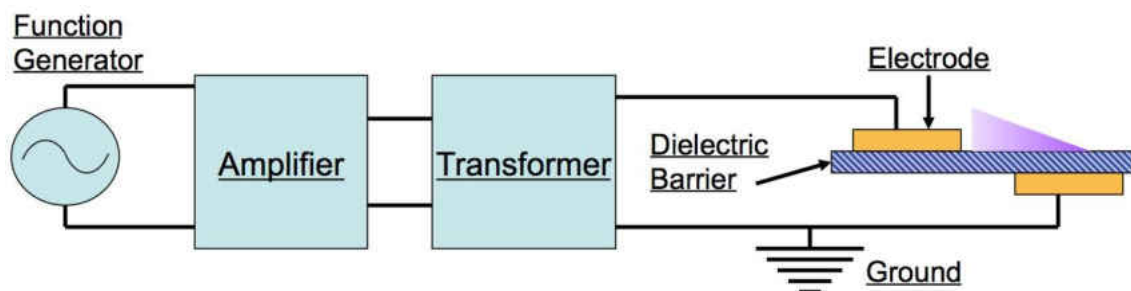 Function
Generator
Amplifier
Transformer
Electrode
Dielectric
Barrier
Ground